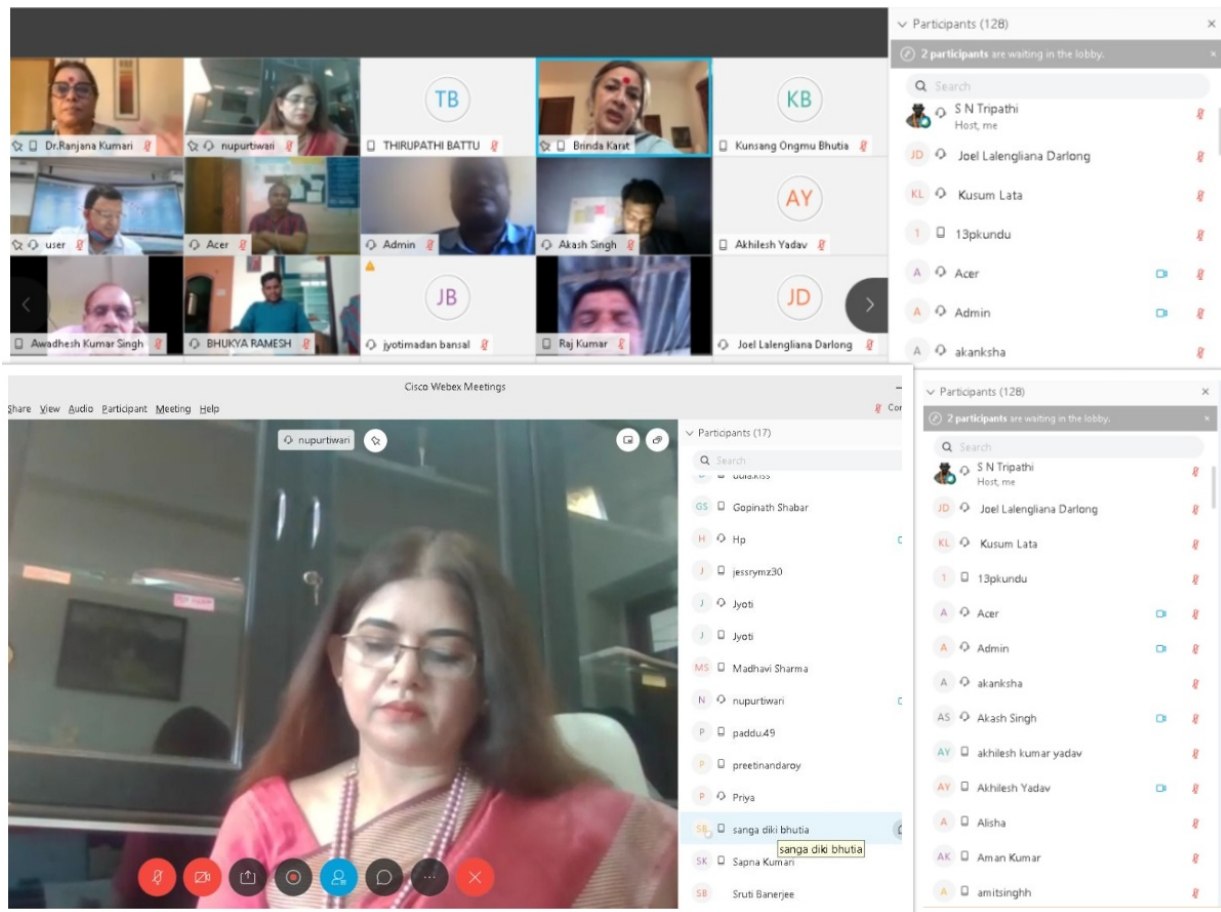 Participants (128)
2 participants are waiting in the lobby.
Search
S N Tripathi
Host, me
JD Joel Lalengliana Darlong
KL Kusum Lata
1 13pkundu
A Acer
A Admin
A akanksha
TB
KB
Dr.Ranjana Kumari
nupurtiwari
THIRUPATHI BATTU
Brinda Karat
Kunsang Ongmu Bhutia
AY
user
Acer
Admin
Akash Singh
Akhilesh Yadav
JB
JD
Awadhesh Kumar Singh
BHUKYA RAMESH
jyotimadan bansal
Raj Kumar
Joel Lalengliana Darlong
Cisco Webex Meetings
Share View Audio Participant Meeting Help
nupurtiwari
Participants (17)
Search
GS Gopinath Shabar
H Hp
J jessrymz30
J Jyoti
J Jyoti
MS Madhavi Sharma
N nupurtiwari
P paddu.49
P preetinandaroy
P Priya
SB sanga diki bhutia
sanga diki bhutia
SK Sapna Kumari
SB Sruti Banerjee
Participants (128)
2 participants are waiting in the lobby.
Search
S N Tripathi
Host, me
JD Joel Lalengliana Darlong
KL Kusum Lata
1 13pkundu
A Acer
A Admin
A akanksha
AS Akash Singh
AY akhilesh kumar yadav
AY Akhilesh Yadav
A Alisha
AK Aman Kumar
A amitsinghh